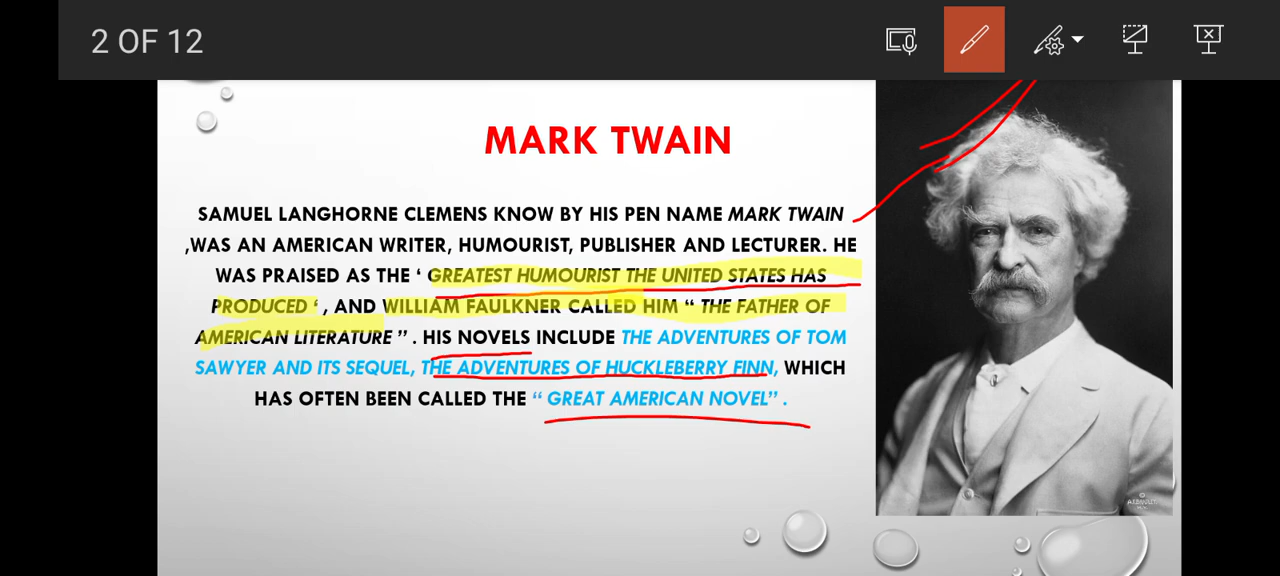 2 OF 12
MARK TWAIN
SAMUEL LANGHORNE CLEMENS KNOW BY HIS PEN NAME MARK TWAIN
,WAS AN AMERICAN WRITER, HUMOURIST, PUBLISHER AND LECTURER. HE
WAS PRAISED AS THE ‘ GREATEST HUMOURIST THE UNITED STATES HAS
PRODUCED ‘ , AND WILLIAM FAULKNER CALLED HIM “ THE FATHER OF
AMERICAN LITERATURE ” . HIS NOVELS INCLUDE THE ADVENTURES OF TOM
SAWYER AND ITS SEQUEL, THE ADVENTURES OF HUCKLEBERRY FINN, WHICH
HAS OFTEN BEEN CALLED THE “ GREAT AMERICAN NOVEL” .